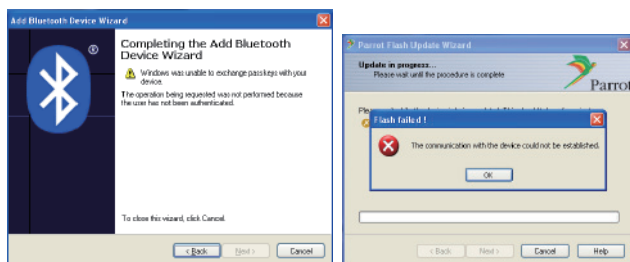 Add Bluetooth Device Wizard
Completing the Add Bluetooth
Device Wizard
Windows was unable to exchange passkeys with your
device.
The operation being requested was not performed because
the user has not been authenticated.
To close this wizard, click Cancel.
< Back
Next >
Cancel
Parrot Flash Update Wizard
Update in progress...
Please wait until the procedure is complete
Parrot
Flash failed !
The communication with the device could not be established.
OK
< Back
Next >
Cancel
Help